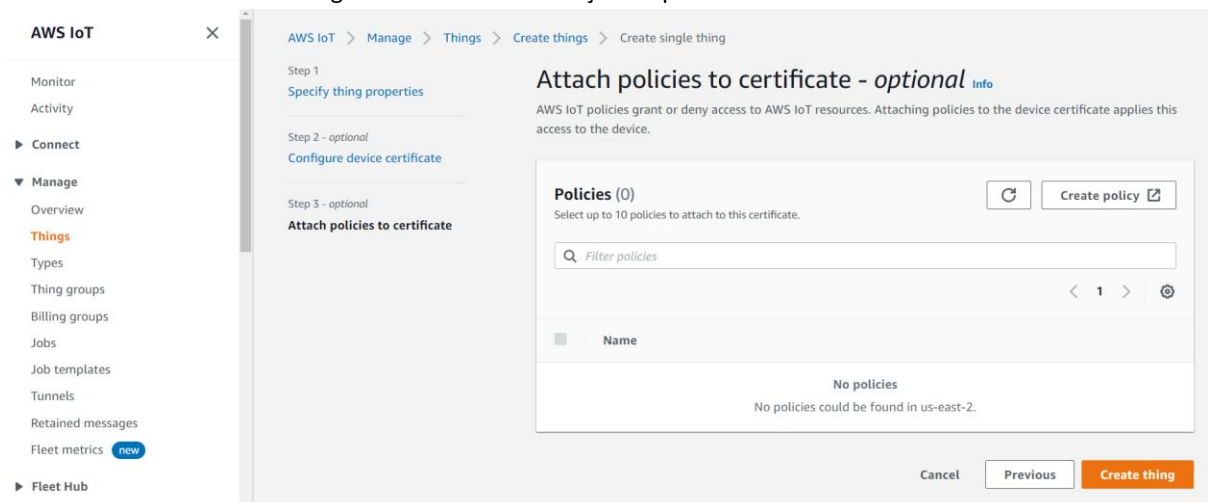 AWS IoT
Monitor
Activity
Connect
Manage
Overview
Things
Types
Thing groups
Billing groups
Jobs
Job templates
Tunnels
Retained messages
Fleet metrics new
Fleet Hub
AWS IoT > Manage > Things > Create things > Create single thing
Step 1
Specify thing properties
Step 2 - optional
Configure device certificate
Step 3 - optional
Attach policies to certificate
Attach policies to certificate - optional Info
AWS IoT policies grant or deny access to AWS IoT resources. Attaching policies to the device certificate applies this
access to the device.
Policies (0)
Select up to 10 policies to attach to this certificate.
Create policy
Filter policies
< 1 >
Name
No policies
No policies could be found in us-east-2.
Cancel
Previous
Create thing